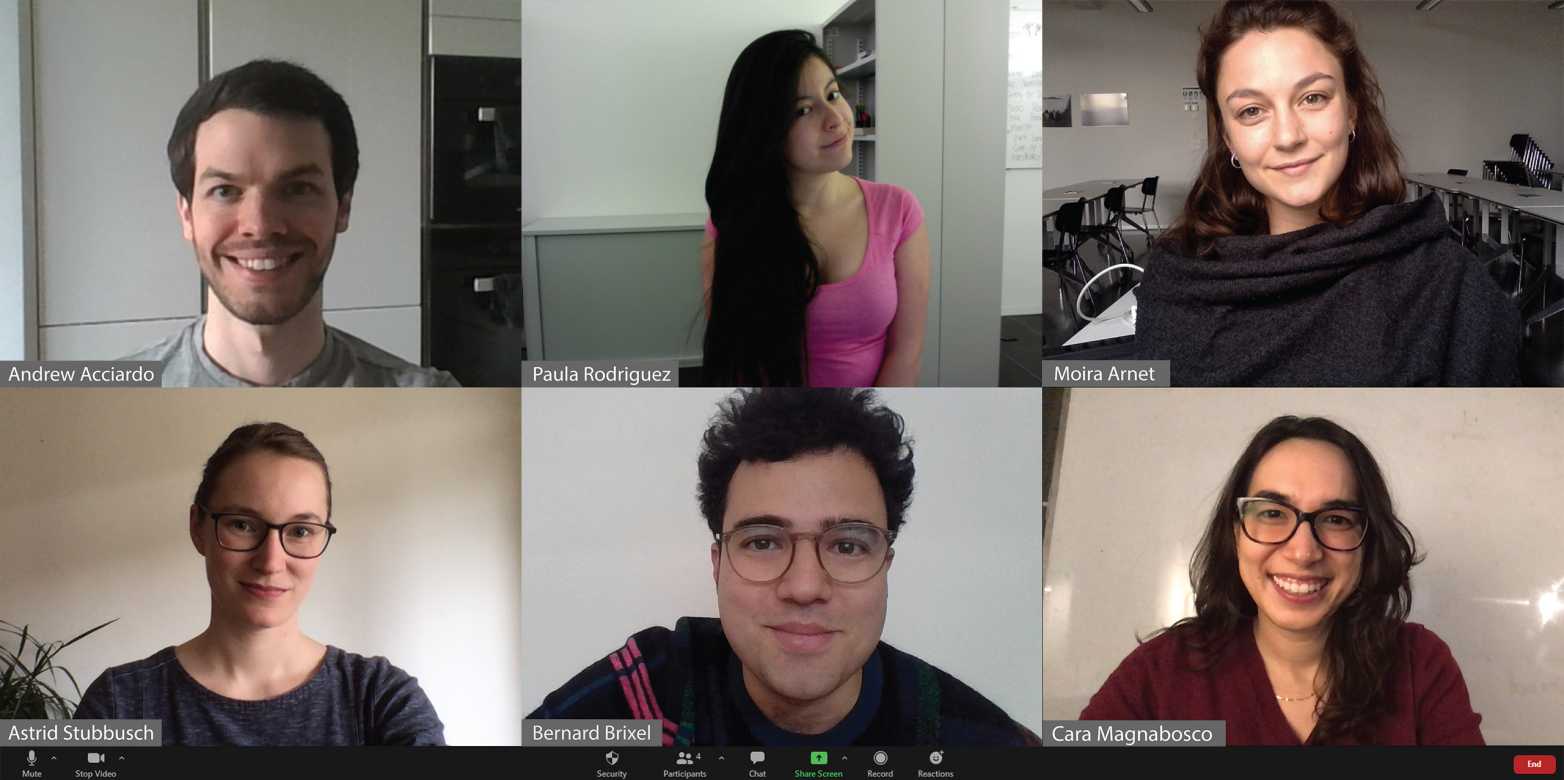 Andrew Acciardo
Paula Rodriguez
Moira Arnet
Astrid Stubbusch
Bernard Brixel
Cara Magnabosco
Mute
Stop Video
Security
4
Participants
Chat
Share Screen
Record
Reactions
End